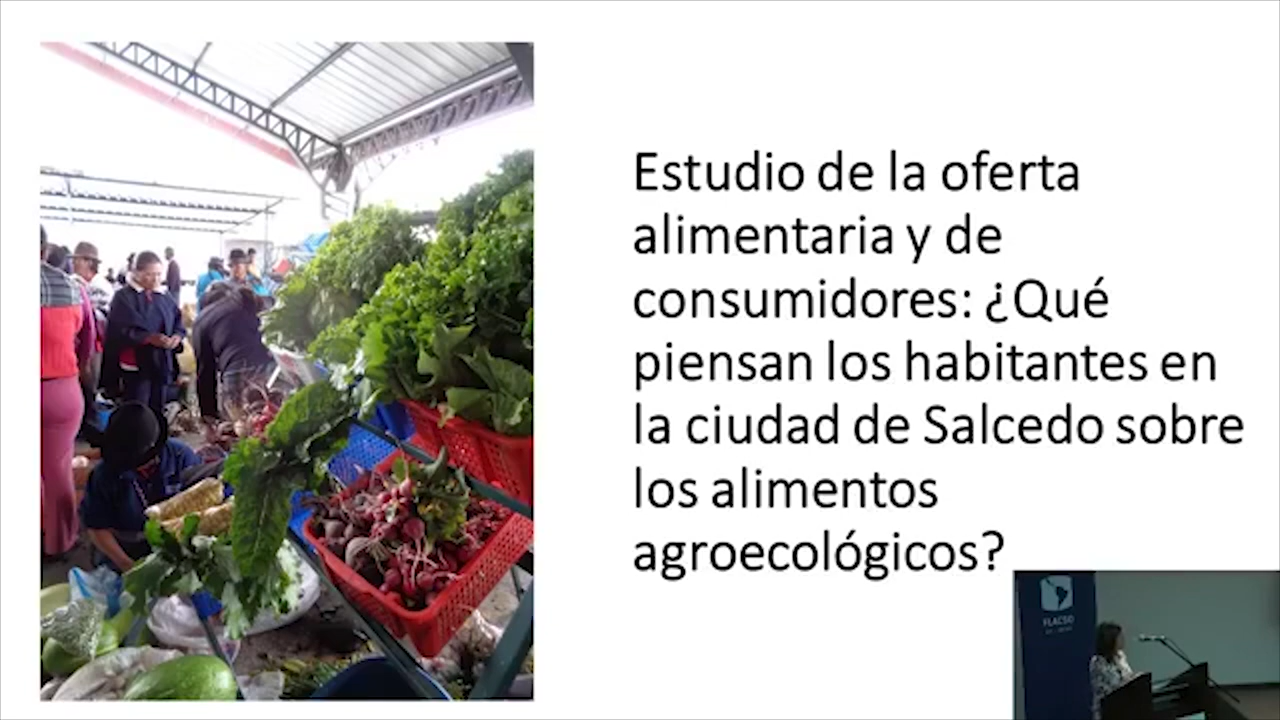 Estudio de la oferta
alimentaria y de
consumidores: ¿Qué
piensan los habitantes en
la ciudad de Salcedo sobre
los alimentos
agroecológicos?
FLACSO